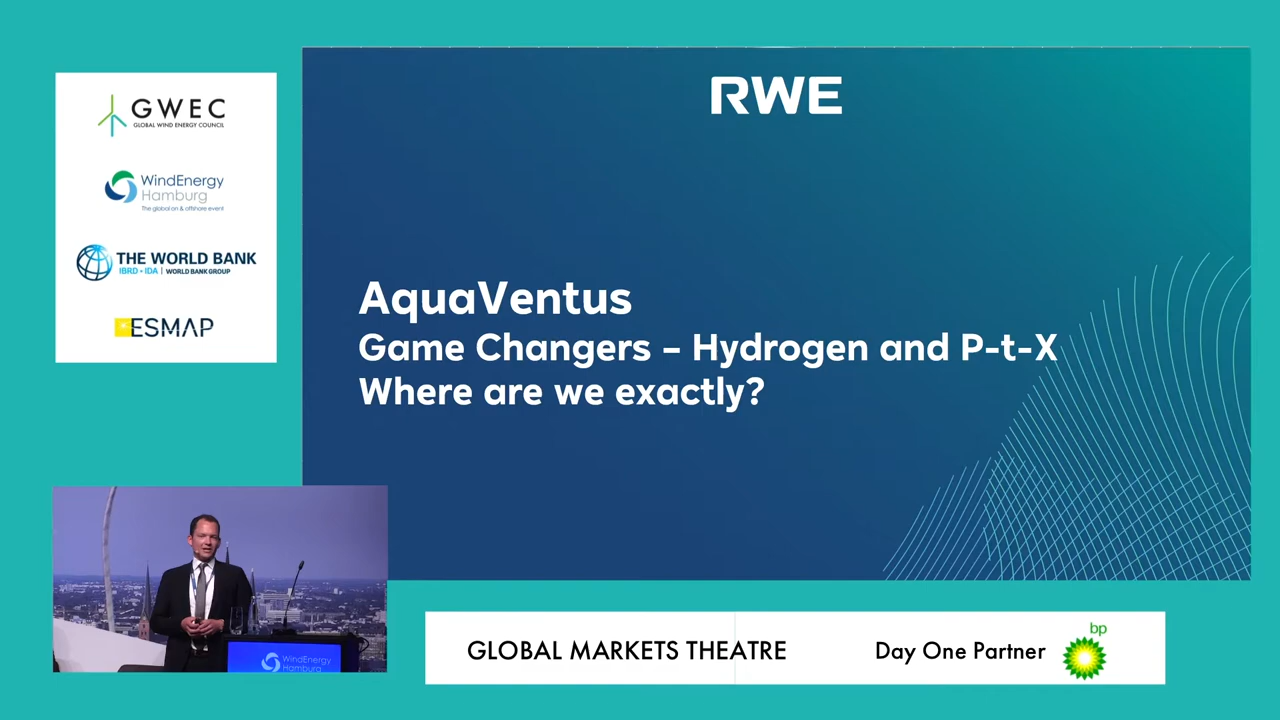 GWEC
GLOBAL WIND ENERGY COUNCIL
WindEnergy
Hamburg
The global on & offshore event
THE WORLD BANK
IBRD • IDA | WORLD BANK GROUP
ESMAP
RWE
AquaVentus
Game Changers – Hydrogen and P-t-X
Where are we exactly?
WindEnergy
Hamburg
GLOBAL MARKETS THEATRE
Day One Partner
bp